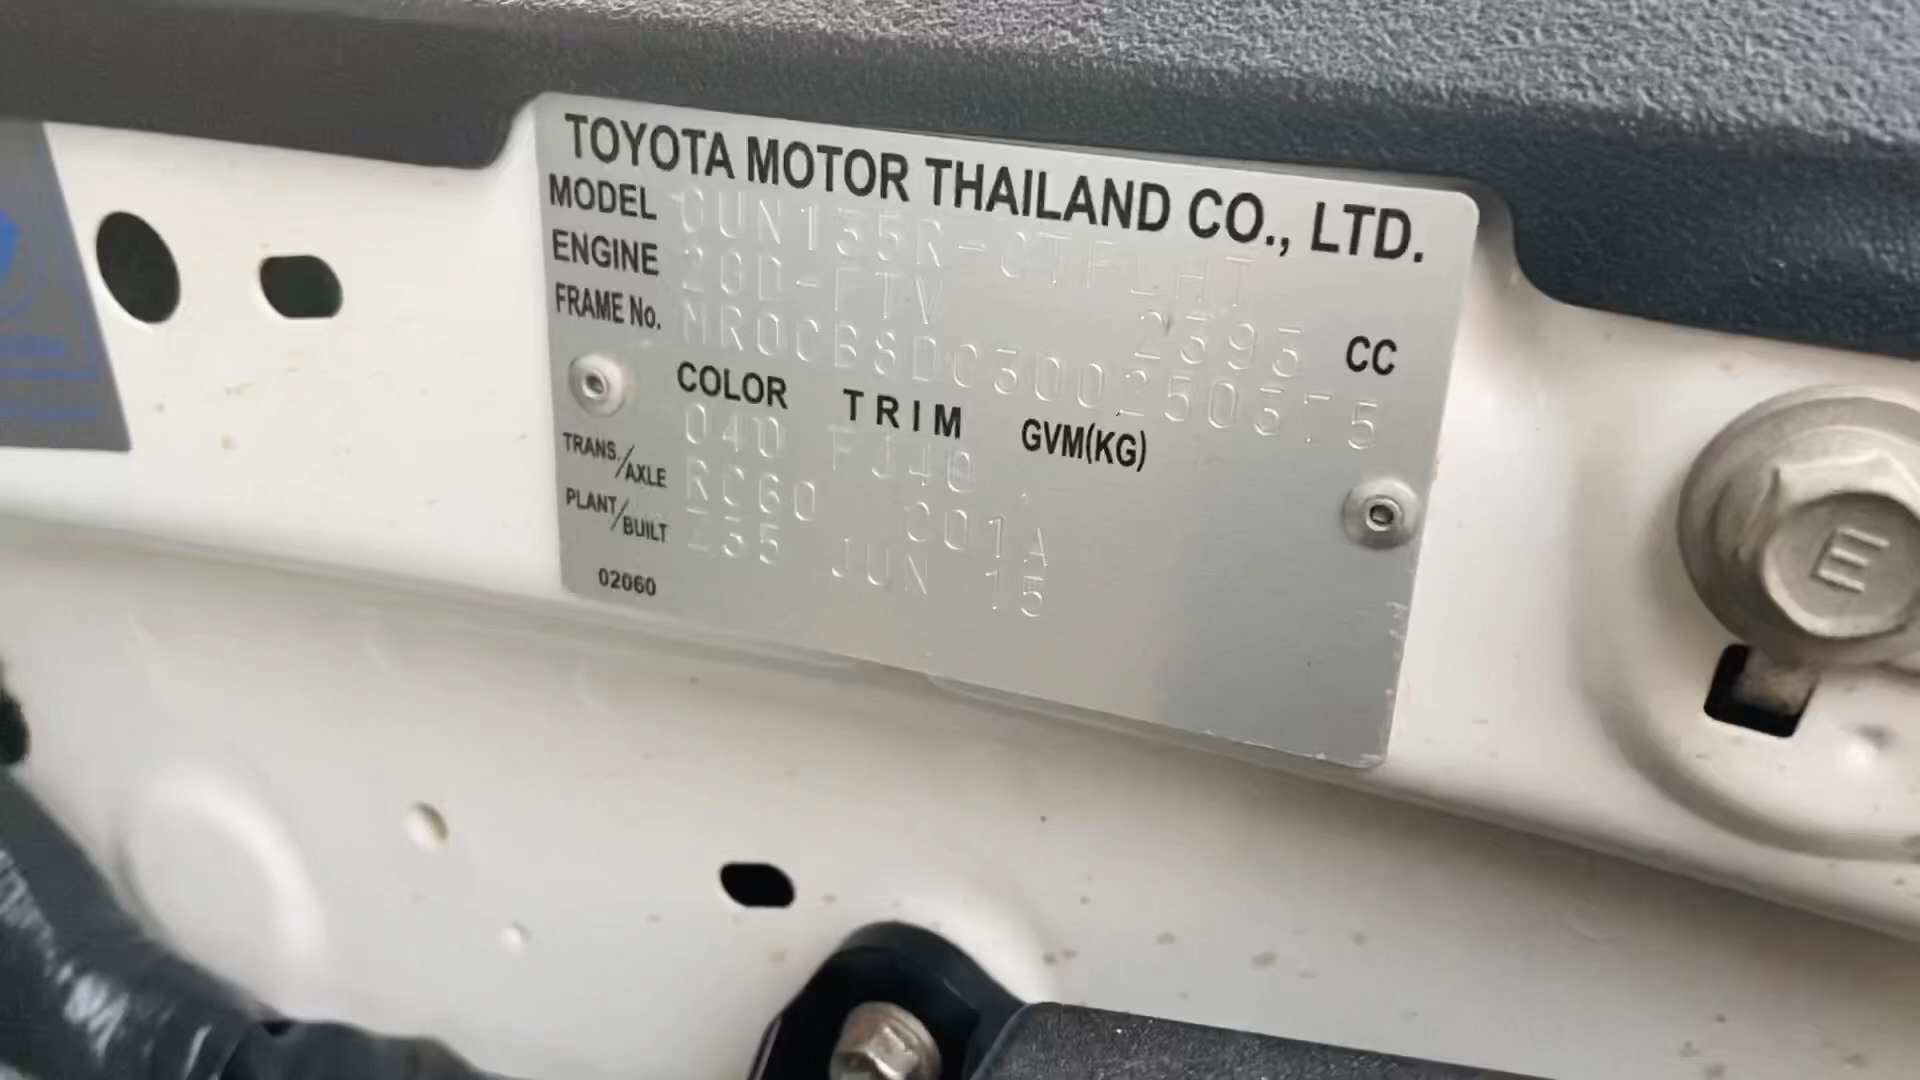 TOYOTA MOTOR THAILAND CO., LTD.
MODEL GUN135R-CTFLHT
ENGINE 2GD-FTV 2393 CC
FRAME No.
COLOR TRIM GVM(KG)
040 FJ40
TRANS./AXLE RC60 C01A
PLANT/BUILT Z35 JUN 15
02060
E